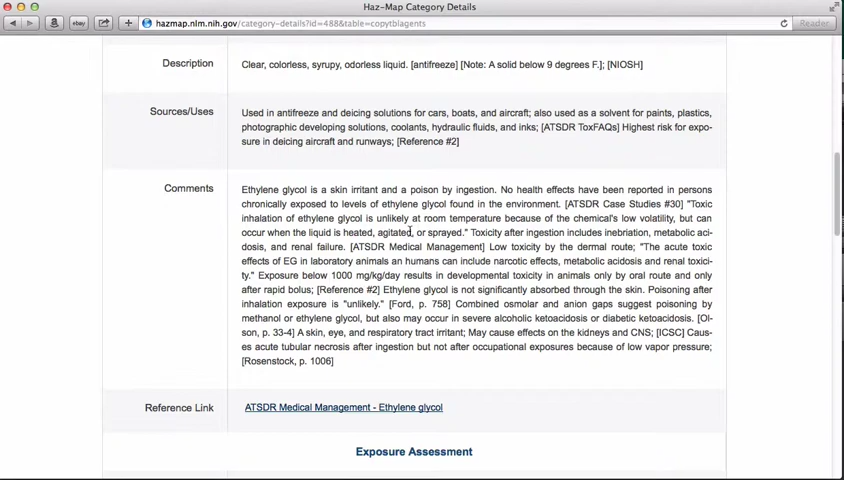 Haz-Map Category Details
ebay
hazmap.nlm.nih.gov/category-details?id=488&table=copytblagents
Reader
Description
Clear, colorless, syrupy, odorless liquid. [antifreeze] [Note: A solid below 9 degrees F.]; [NIOSH]
Sources/Uses
Used in antifreeze and deicing solutions for cars, boats, and aircraft; also used as a solvent for paints, plastics,
photographic developing solutions, coolants, hydraulic fluids, and inks; [ATSDR ToxFAQs] Highest risk for expo-
sure in deicing aircraft and runways; [Reference #2]
Comments
Ethylene glycol is a skin irritant and a poison by ingestion. No health effects have been reported in persons
chronically exposed to levels of ethylene glycol found in the environment. [ATSDR Case Studies #30] "Toxic
inhalation of ethylene glycol is unlikely at room temperature because of the chemical's low volatility, but can
occur when the liquid is heated, agitated, or sprayed." Toxicity after ingestion includes inebriation, metabolic aci-
dosis, and renal failure. [ATSDR Medical Management] Low toxicity by the dermal route; "The acute toxic
effects of EG in laboratory animals an humans can include narcotic effects, metabolic acidosis and renal toxici-
ty." Exposure below 1000 mg/kg/day results in developmental toxicity in animals only by oral route and only
after rapid bolus; [Reference #2] Ethylene glycol is not significantly absorbed through the skin. Poisoning after
inhalation exposure is "unlikely." [Ford, p. 758] Combined osmolar and anion gaps suggest poisoning by
methanol or ethylene glycol, but also may occur in severe alcoholic ketoacidosis or diabetic ketoacidosis. [Ol-
son, p. 33-4] A skin, eye, and respiratory tract irritant; May cause effects on the kidneys and CNS; [ICSC] Caus-
es acute tubular necrosis after ingestion but not after occupational exposures because of low vapor pressure;
[Rosenstock, p. 1006]
Reference Link
ATSDR Medical Management - Ethylene glycol
Exposure Assessment